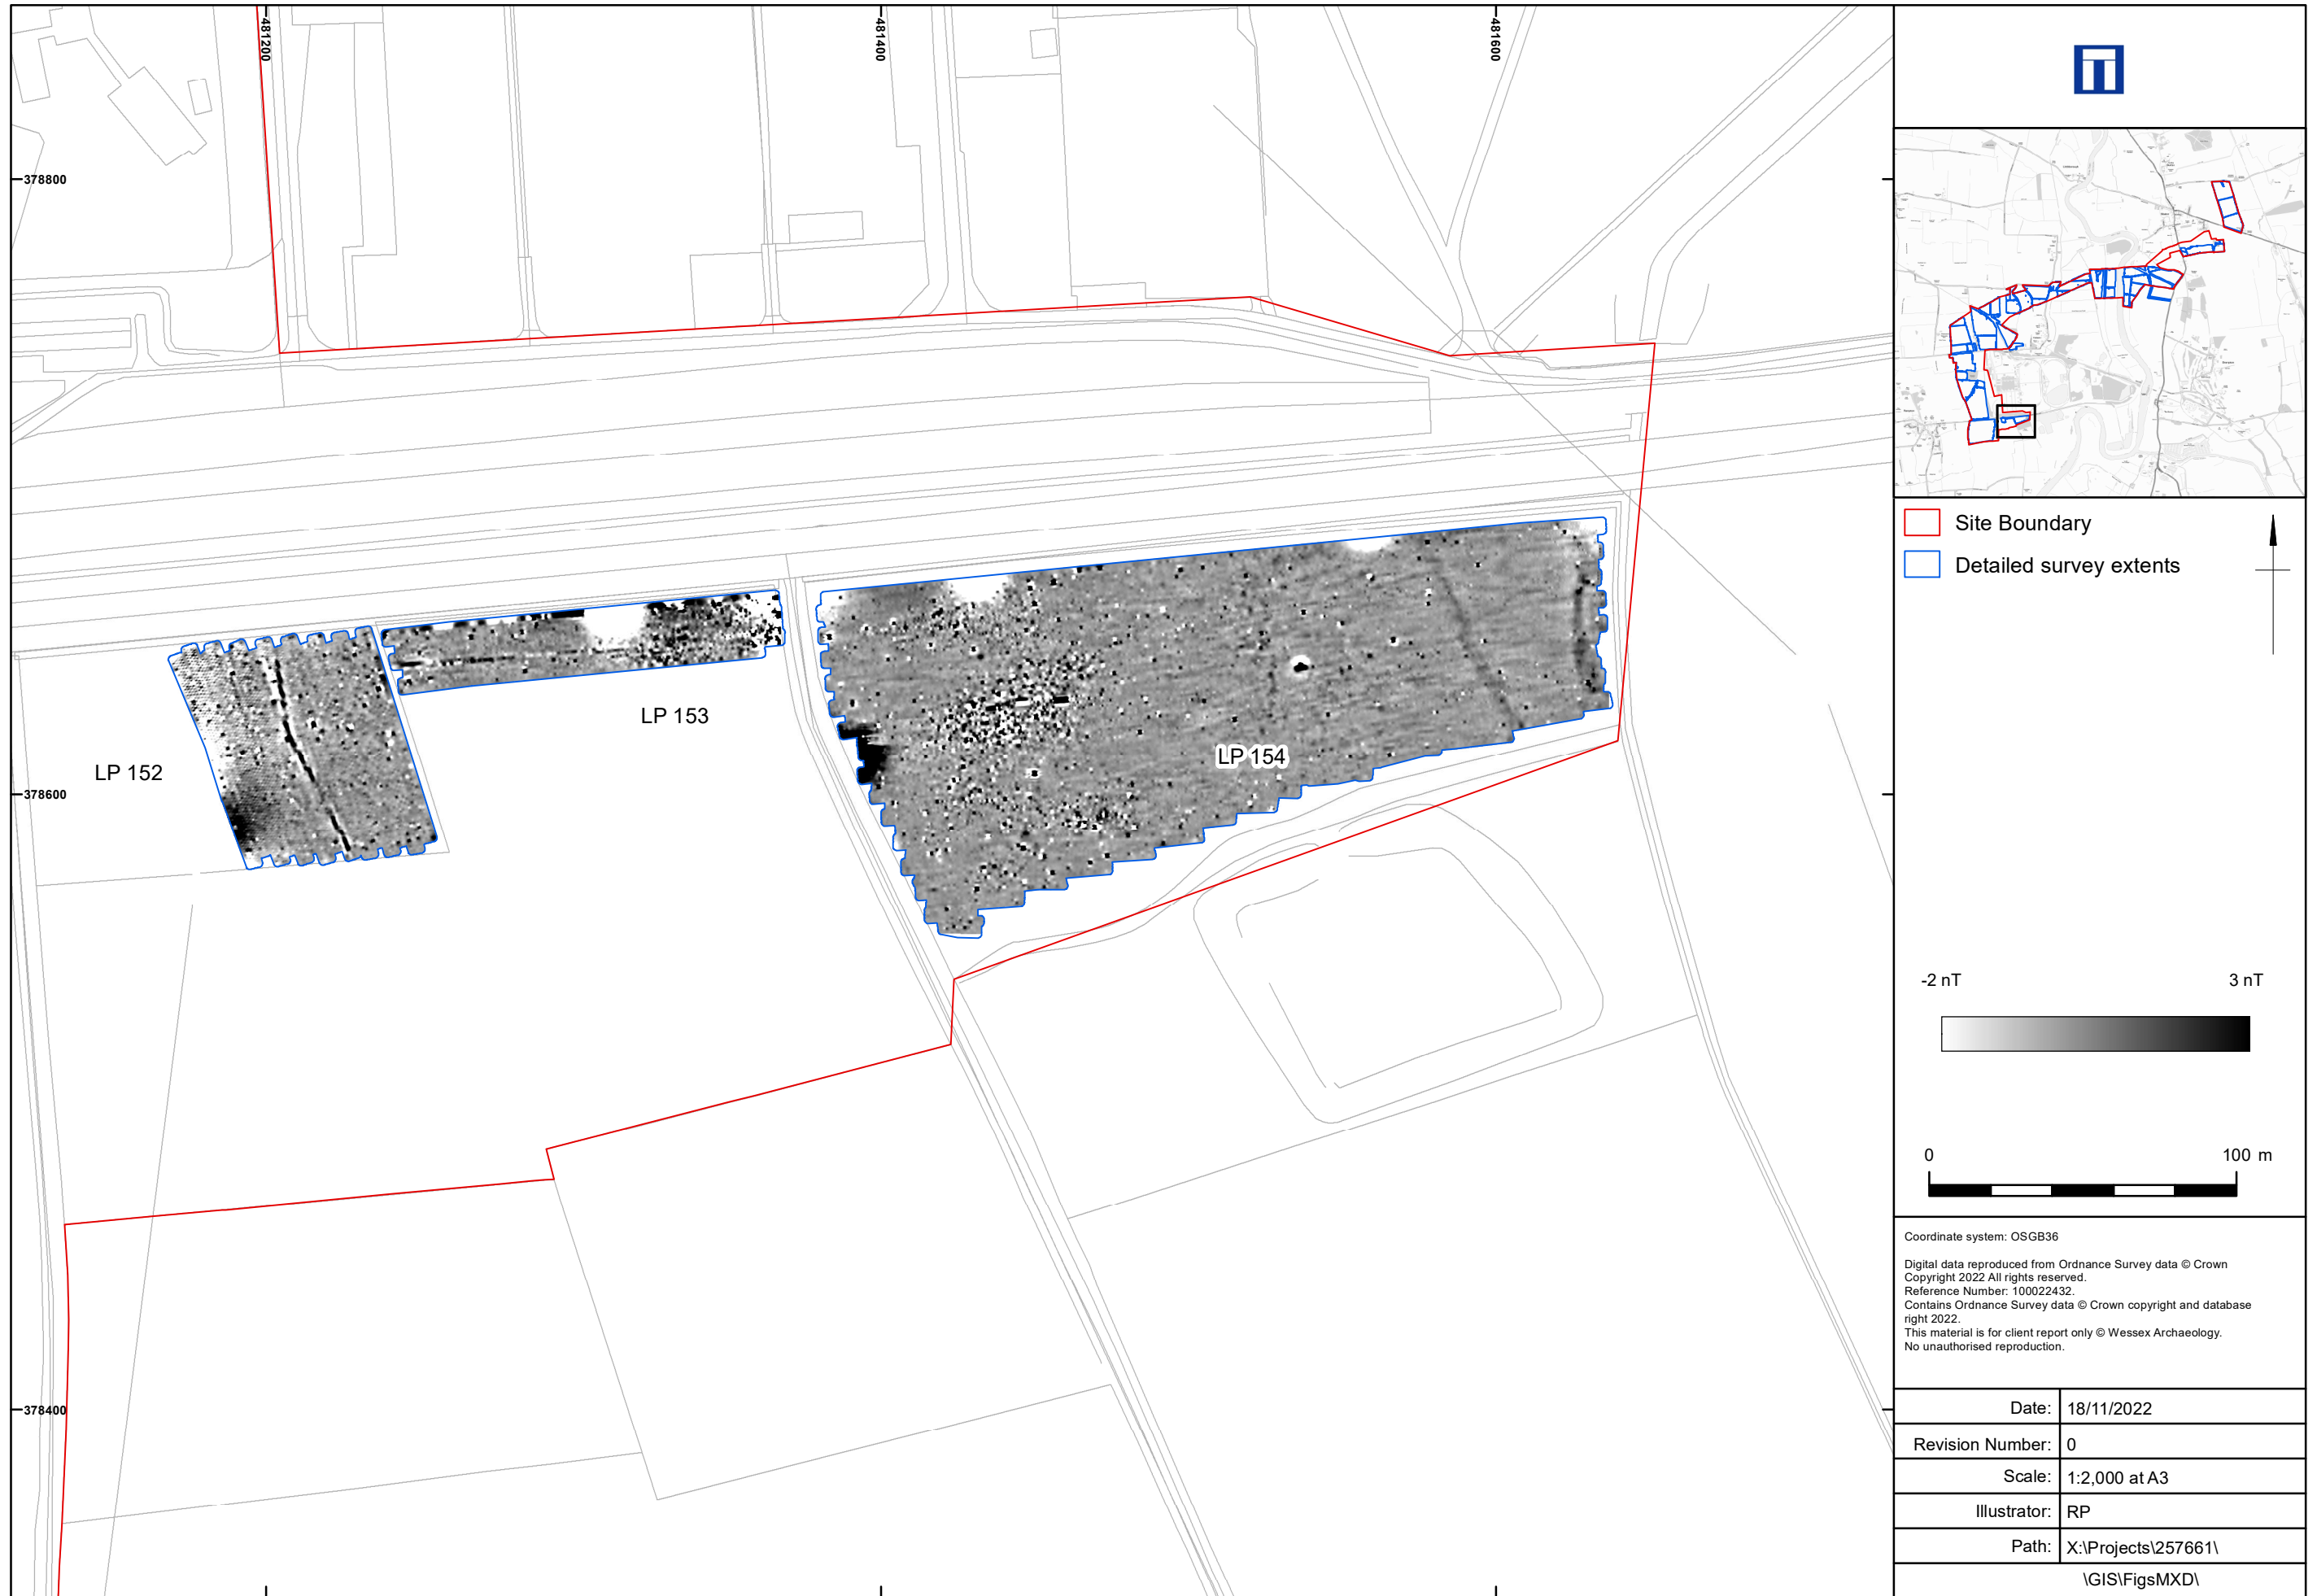 481200
481400
481600
378800
378600
378400
LP 152
LP 153
LP 154
Site Boundary
Detailed survey extents
-2 nT
3 nT
0
100 m
Coordinate system: OSGB36
Digital data reproduced from Ordnance Survey data © Crown
Copyright 2022 All rights reserved.
Reference Number: 100022432.
Contains Ordnance Survey data © Crown copyright and database
right 2022.
This material is for client report only © Wessex Archaeology.
No unauthorised reproduction.
Date: 18/11/2022
Revision Number: 0
Scale: 1:2,000 at A3
Illustrator: RP
Path: X:\Projects\257661\
\GIS\FigsMXD\